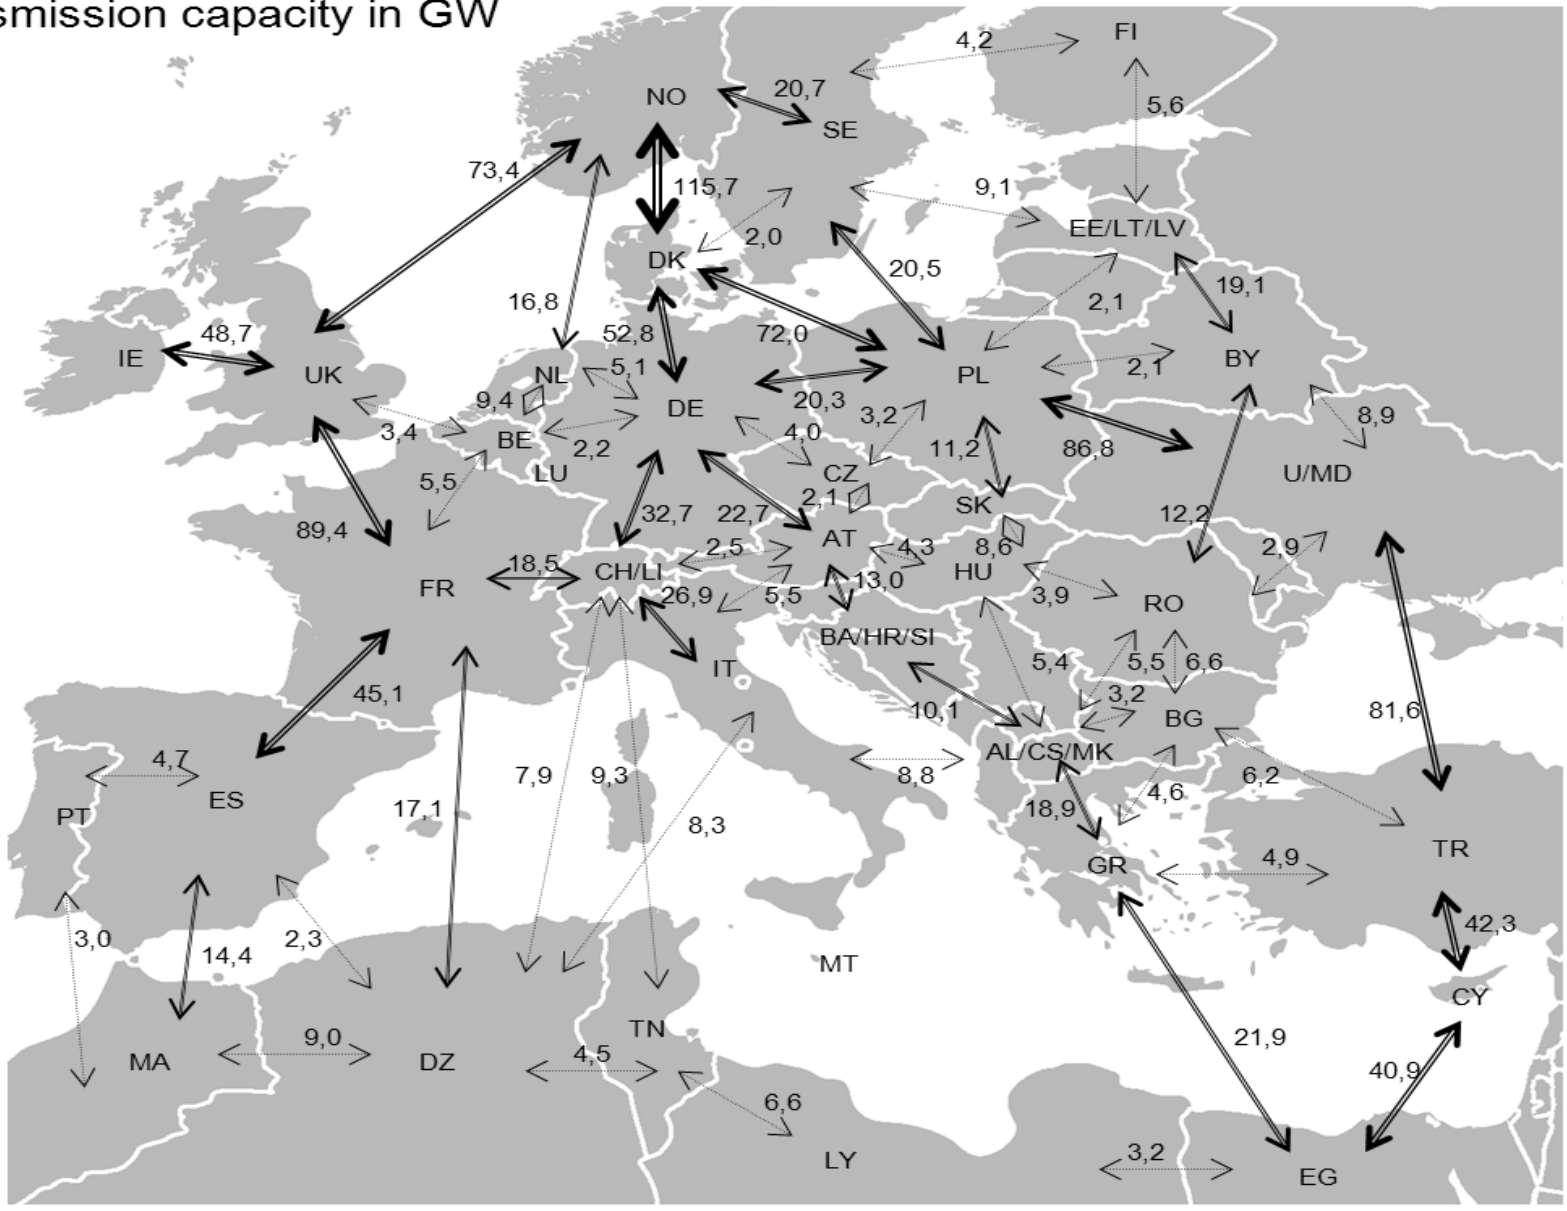 smission capacity in GW
FI
4,2
NO
20,7
5,6
SE
73,4
115,7
9,1
2,0
EE/LT/LV
DK
20,5
16,8
2,1
19,1
48,7
52,8
72,0
IE
UK
NL
5,1
PL
2,1
BY
9,4
DE
20,3
3,2
8,9
3,4
BE
2,2
4,0
11,2
86,8
5,5
LU
CZ
U/MD
2,1
SK
89,4
32,7
22,7
12,2
AT
2,5
4,3
8,6
2,9
18,5
CH/LI
HU
FR
26,9
5,5
13,0
3,9
RO
BA/HR/SI
IT
5,4
5,5
6,6
45,1
3,2
10,1
BG
81,6
AL/CS/MK
4,7
7,9
9,3
8,8
6,2
ES
4,6
PT
17,1
18,9
8,3
TR
GR
4,9
3,0
2,3
42,3
14,4
MT
CY
TN
9,0
21,9
MA
DZ
4,5
40,9
6,6
LY
3,2
EG